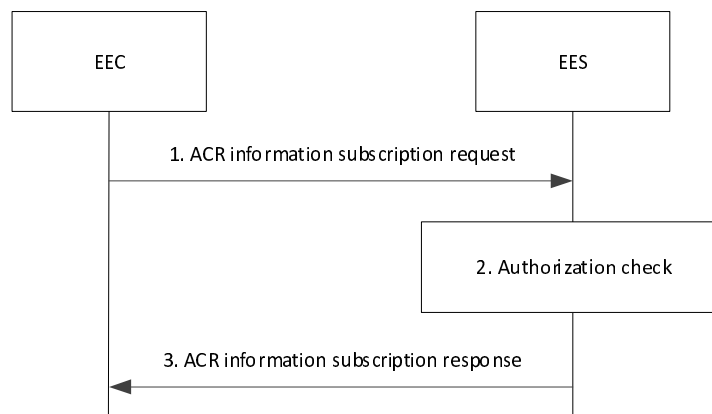 EEC
EES
1. ACR information subscription request
2. Authorization check
3. ACR information subscription response